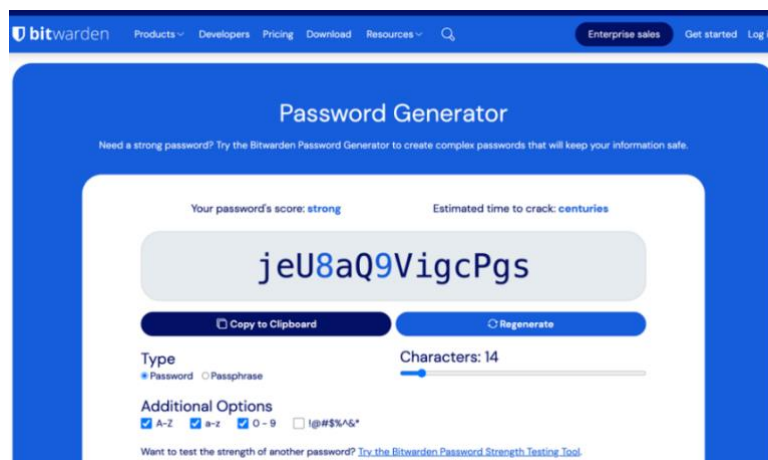 bitwarden Products Developers Pricing Download Resources Enterprise sales Get started Log i
Password Generator
Need a strong password? Try the Bitwarden Password Generator to create complex passwords that will keep your information safe.
Your password's score: strong Estimated time to crack: centuries
jeU8aQ9VigcPgs
Copy to Clipboard Regenerate
Type Characters: 14
Password Passphrase
Additional Options
A-Z a-z 0 - 9 !@#$%^&*
Want to test the strength of another password? Try the Bitwarden Password Strength Testing Tool.